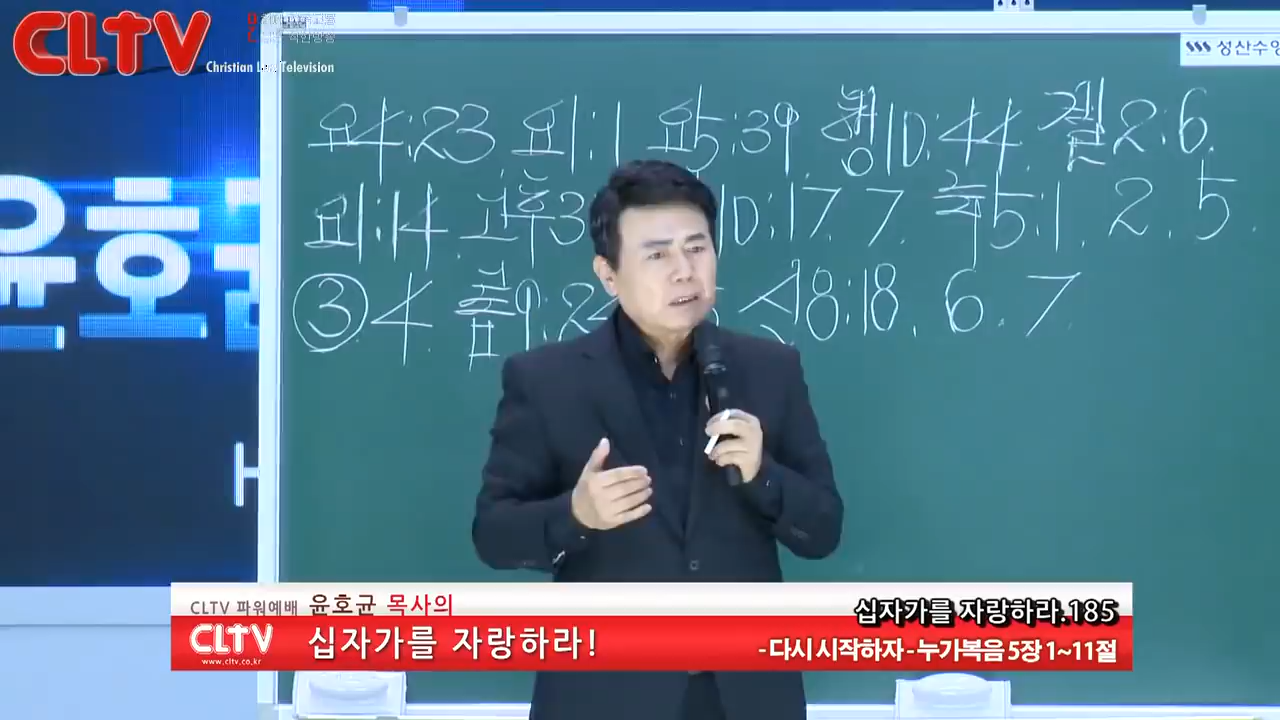 CLTV
Christian Live Television
성산수양
요4:23. 요1:1 요5:39. 행10:44. 겔2:6.
요1:14. 고후3 10:17. 7. 눅5:1. 2. 5.
③ 4. 신8:18. 6. 7.
윤호균
CLTV 파워예배 윤호균 목사의
십자가를 자랑하라.185
CLTV
www.cltv.co.kr
십자가를 자랑하라!
- 다시 시작하자 - 누가복음 5장 1~11절